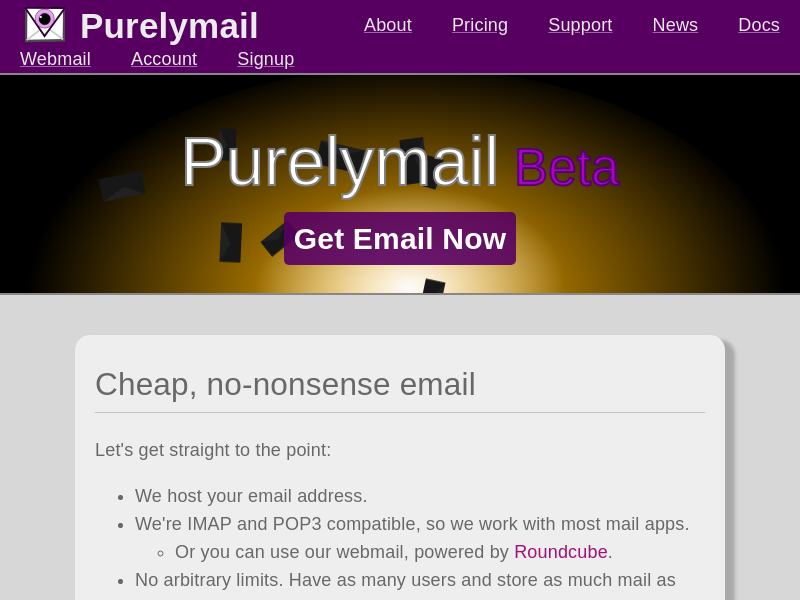 Purelymail About Pricing Support News Docs
Webmail Account Signup
Purelymail Beta
Get Email Now
Cheap, no-nonsense email
Let's get straight to the point:
We host your email address.
We're IMAP and POP3 compatible, so we work with most mail apps.
Or you can use our webmail, powered by Roundcube.
No arbitrary limits. Have as many users and store as much mail as